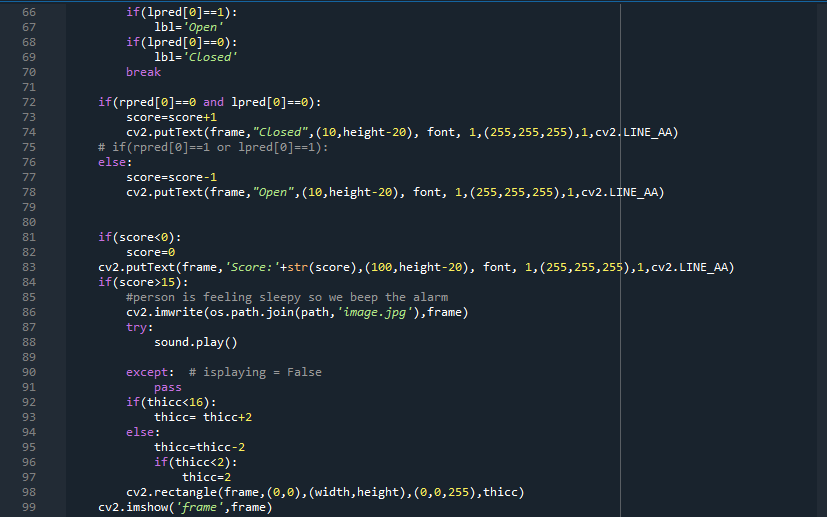 66 if(lpred[0]==1):
67 lbl='Open'
68 if(lpred[0]==0):
69 lbl='Closed'
70 break
71
72 if(rpred[0]==0 and lpred[0]==0):
73 score=score+1
74 cv2.putText(frame,"Closed",(10,height-20), font, 1,(255,255,255),1,cv2.LINE_AA)
75 # if(rpred[0]==1 or lpred[0]==1):
76 else:
77 score=score-1
78 cv2.putText(frame,"Open",(10,height-20), font, 1,(255,255,255),1,cv2.LINE_AA)
79
80
81 if(score<0):
82 score=0
83 cv2.putText(frame,'Score:'+str(score),(100,height-20), font, 1,(255,255,255),1,cv2.LINE_AA)
84 if(score>15):
85 #person is feeling sleepy so we beep the alarm
86 cv2.imwrite(os.path.join(path,'image.jpg'),frame)
87 try:
88 sound.play()
89
90 except: # isplaying = False
91 pass
92 if(thicc<16):
93 thicc= thicc+2
94 else:
95 thicc=thicc-2
96 if(thicc<2):
97 thicc=2
98 cv2.rectangle(frame,(0,0),(width,height),(0,0,255),thicc)
99 cv2.imshow('frame',frame)